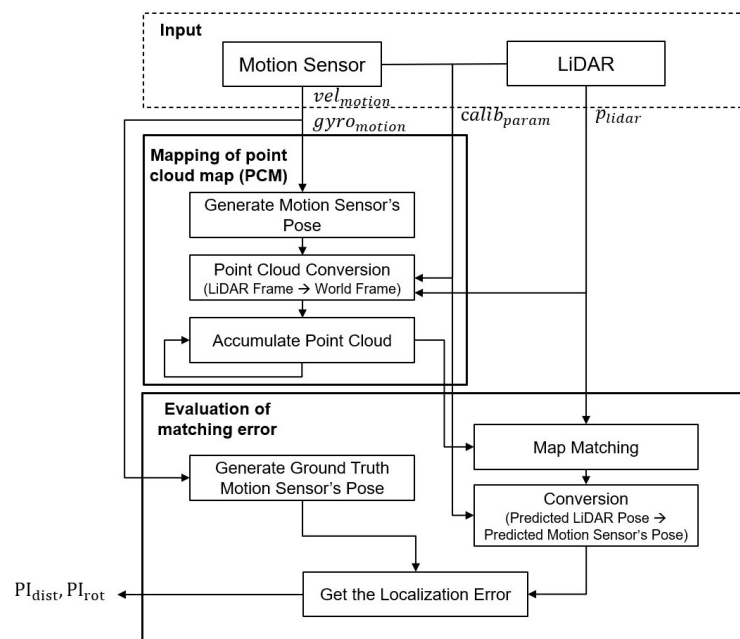 Input
Motion Sensor
LiDAR
vel_motion
gyro_motion
calib_param
p_lidar
Mapping of point
cloud map (PCM)
Generate Motion Sensor's
Pose
Point Cloud Conversion
(LiDAR Frame → World Frame)
Accumulate Point Cloud
Evaluation of
matching error
Map Matching
Generate Ground Truth
Motion Sensor's Pose
Conversion
(Predicted LiDAR Pose →
Predicted Motion Sensor's Pose)
PI_dist, PI_rot
Get the Localization Error